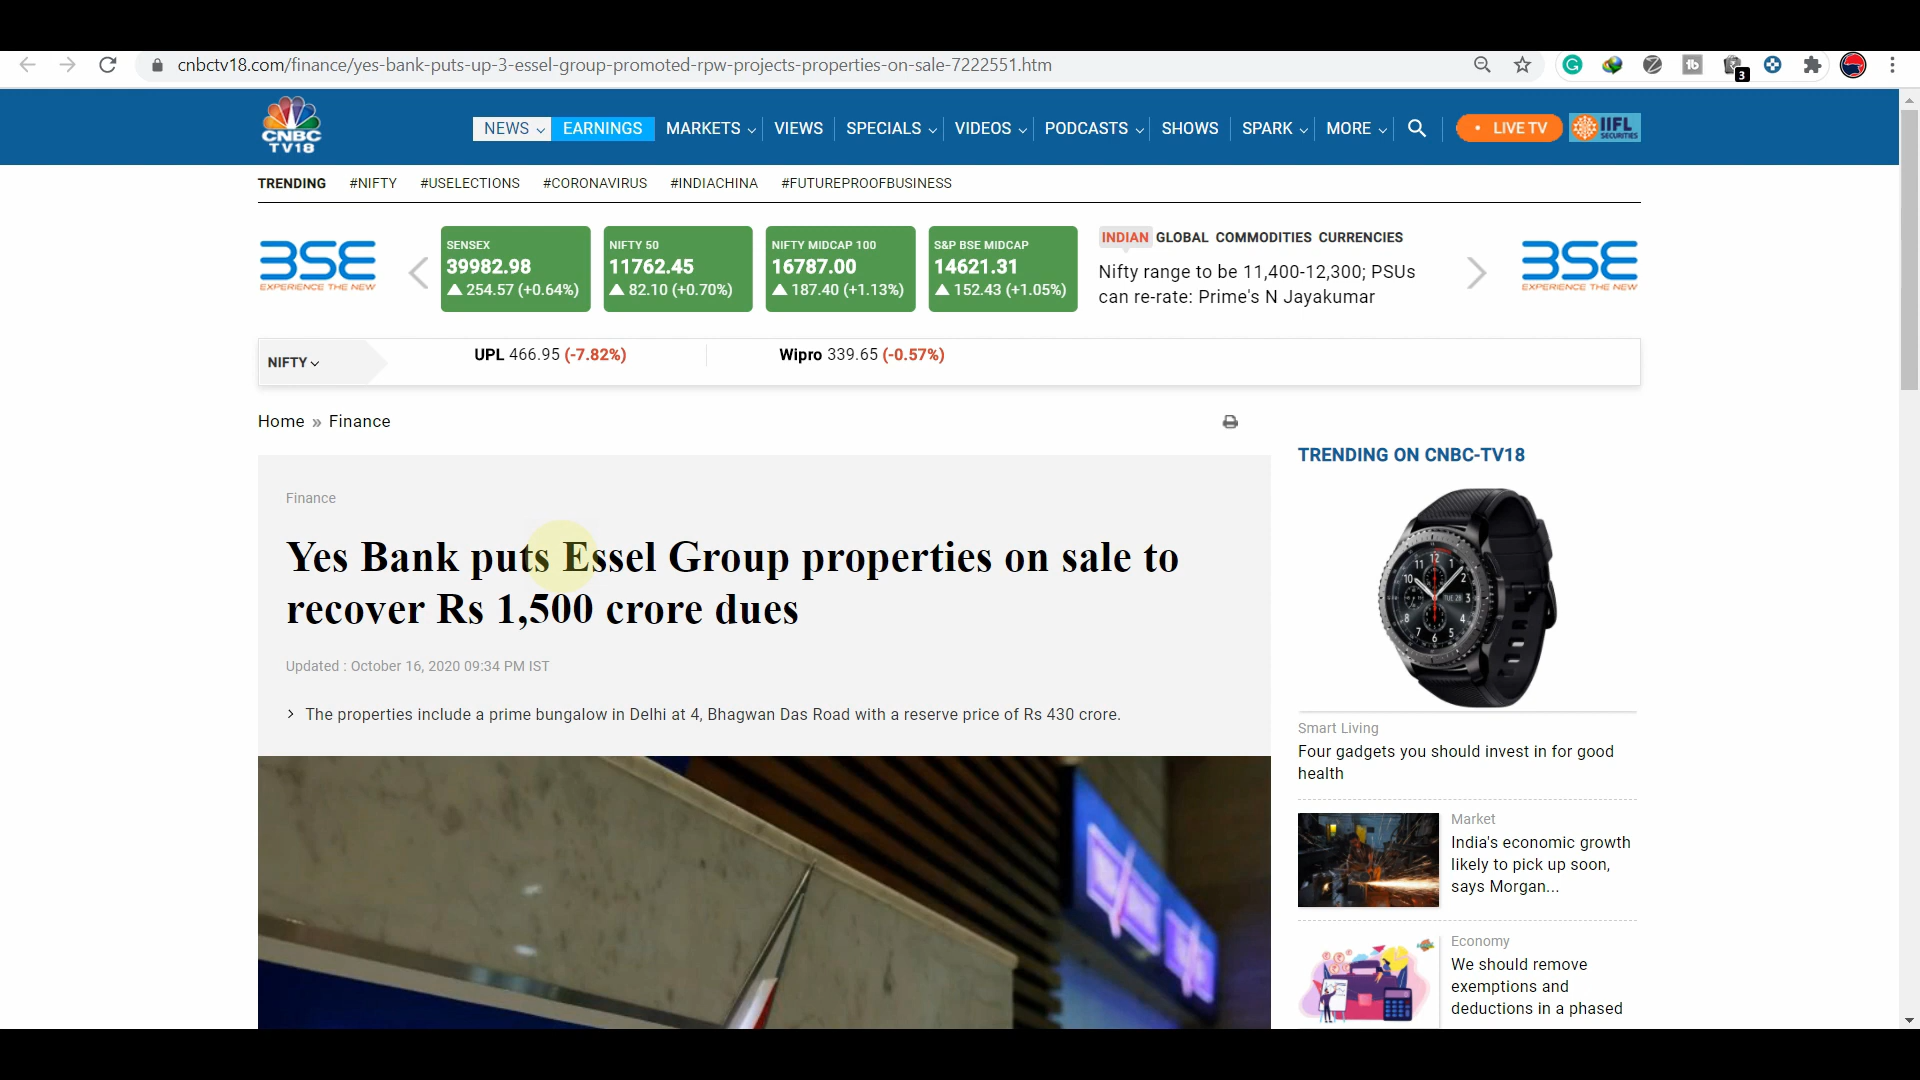 cnbctv18.com/finance/yes-bank-puts-up-3-essel-group-promoted-rpw-projects-properties-on-sale-7222551.htm
3
CNBC
TV18
NEWS EARNINGS MARKETS VIEWS SPECIALS VIDEOS PODCASTS SHOWS SPARK MORE
• LIVE TV
IIFL
SECURITIES
TRENDING #NIFTY #USELECTIONS #CORONAVIRUS #INDIACHINA #FUTUREPROOFBUSINESS
BSE
EXPERIENCE THE NEW
SENSEX
39982.98
▲ 254.57 (+0.64%)
NIFTY 50
11762.45
▲ 82.10 (+0.70%)
NIFTY MIDCAP 100
16787.00
▲ 187.40 (+1.13%)
S&P BSE MIDCAP
14621.31
▲ 152.43 (+1.05%)
INDIAN GLOBAL COMMODITIES CURRENCIES
Nifty range to be 11,400-12,300; PSUs
can re-rate: Prime's N Jayakumar
BSE
EXPERIENCE THE NEW
NIFTY
UPL 466.95 (-7.82%)
Wipro 339.65 (-0.57%)
Home » Finance
Finance
Yes Bank puts Essel Group properties on sale to
recover Rs 1,500 crore dues
Updated : October 16, 2020 09:34 PM IST
> The properties include a prime bungalow in Delhi at 4, Bhagwan Das Road with a reserve price of Rs 430 crore.
TRENDING ON CNBC-TV18
Smart Living
Four gadgets you should invest in for good
health
Market
India's economic growth
likely to pick up soon,
says Morgan...
Economy
We should remove
exemptions and
deductions in a phased